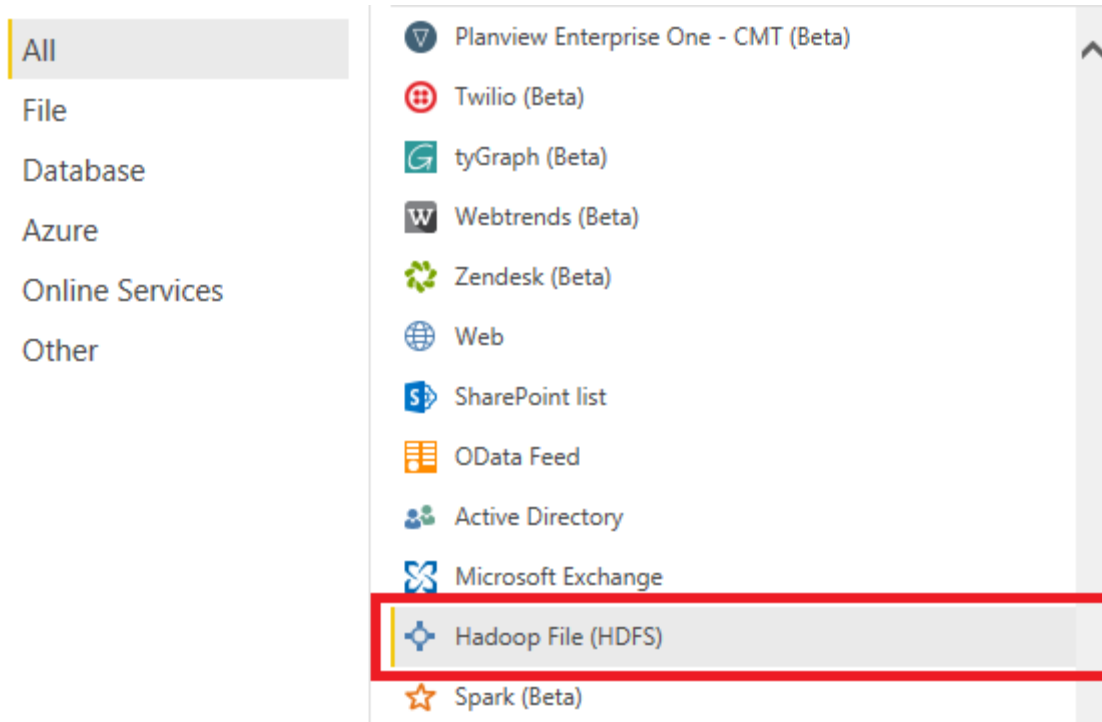 All
File
Database
Azure
Online Services
Other
Planview Enterprise One - CMT (Beta)
Twilio (Beta)
tyGraph (Beta)
Webtrends (Beta)
Zendesk (Beta)
Web
SharePoint list
OData Feed
Active Directory
Microsoft Exchange
Hadoop File (HDFS)
Spark (Beta)